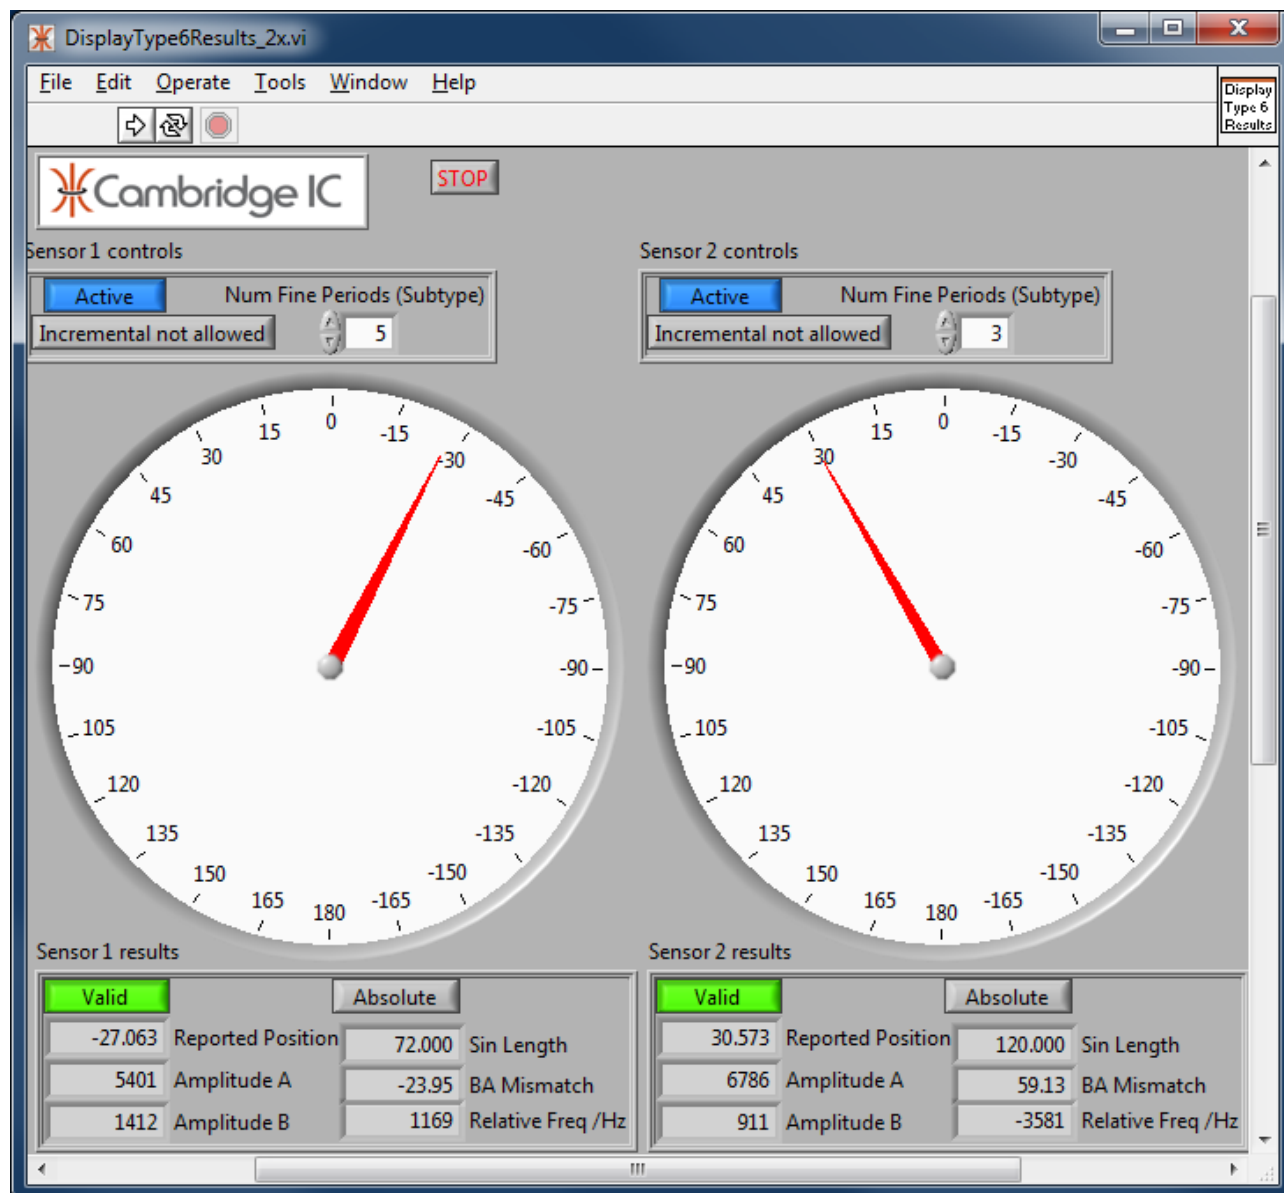 DisplayType6Results_2x.vi
File Edit Operate Tools Window Help
Display
Type 6
Results
Cambridge IC
STOP
Sensor 1 controls
Active
Num Fine Periods (Subtype)
Incremental not allowed
5
Sensor 2 controls
Active
Num Fine Periods (Subtype)
Incremental not allowed
3
0
15
-15
30
-30
45
-45
60
-60
75
-75
90
-90
105
-105
120
-120
135
-135
150
-150
165
-165
180
0
15
-15
30
-30
45
-45
60
-60
75
-75
90
-90
105
-105
120
-120
135
-135
150
-150
165
-165
180
Sensor 1 results
Valid
Absolute
-27.063 Reported Position
72.000 Sin Length
5401 Amplitude A
-23.95 BA Mismatch
1412 Amplitude B
1169 Relative Freq /Hz
Sensor 2 results
Valid
Absolute
30.573 Reported Position
120.000 Sin Length
6786 Amplitude A
59.13 BA Mismatch
911 Amplitude B
-3581 Relative Freq /Hz